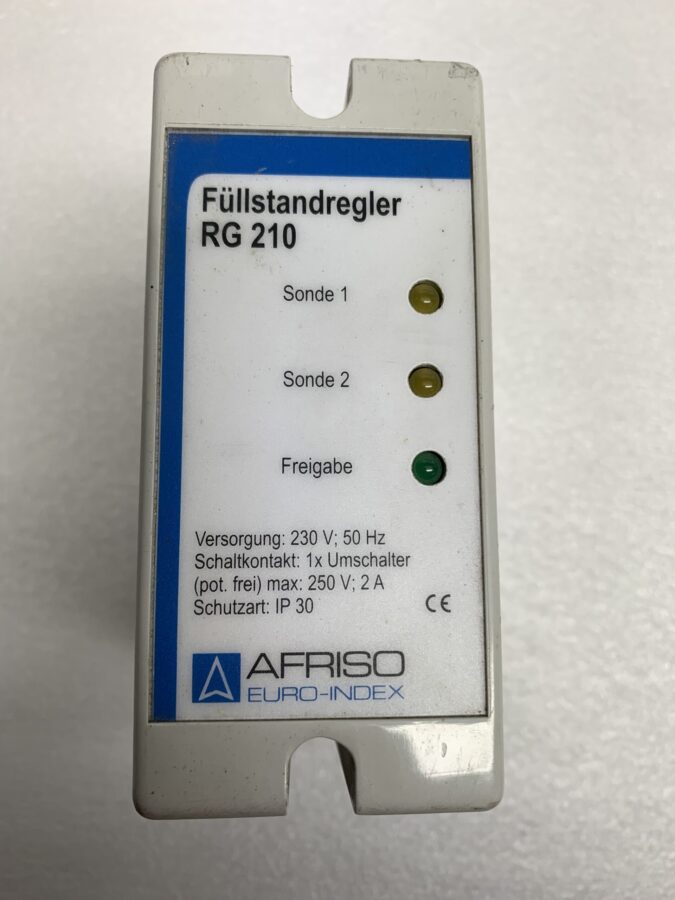 Füllstandregler
RG 210
Sonde 1
Sonde 2
Freigabe
Versorgung: 230 V; 50 Hz
Schaltkontakt: 1x Umschalter
(pot. frei) max: 250 V; 2 A
Schutzart: IP 30
CE
AFRISO
EURO-INDEX